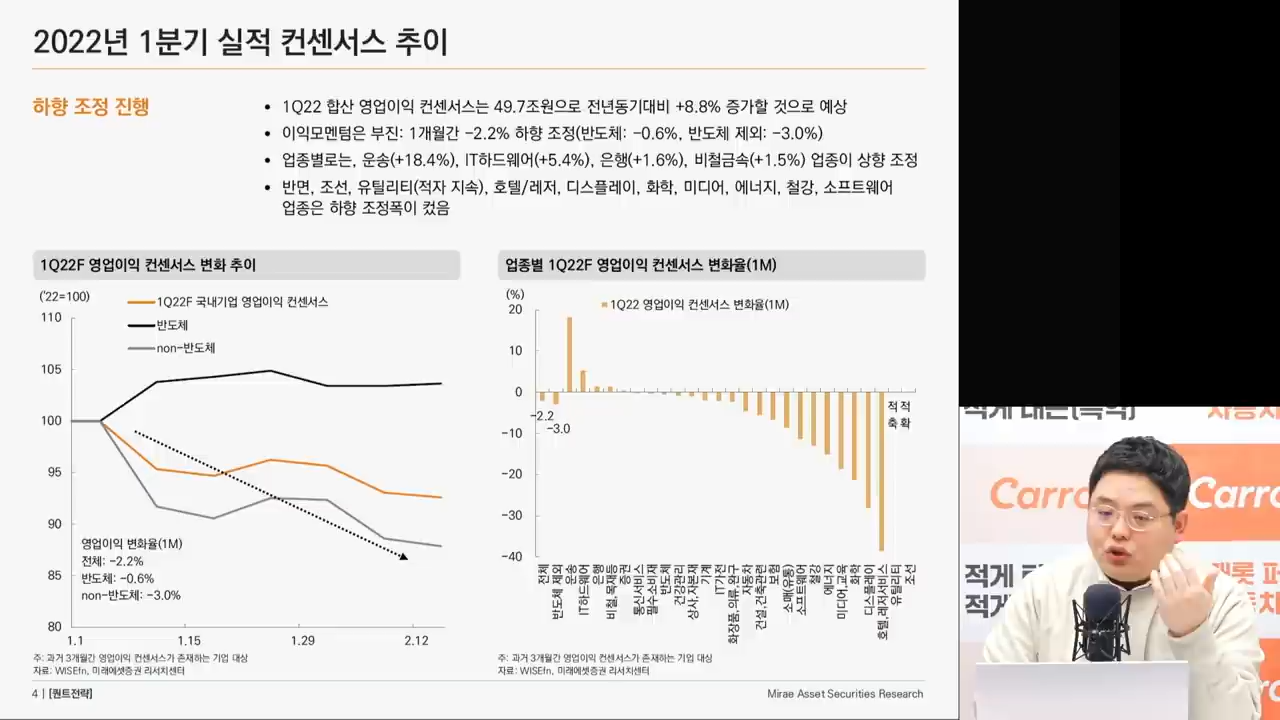 2022년 1분기 실적 컨센서스 추이
하향 조정 진행
• 1Q22 합산 영업이익 컨센서스는 49.7조원으로 전년동기대비 +8.8% 증가할 것으로 예상
• 이익모멘텀은 부진: 1개월간 -2.2% 하향 조정(반도체: -0.6%, 반도체 제외: -3.0%)
• 업종별로는, 운송(+18.4%), IT하드웨어(+5.4%), 은행(+1.6%), 비철금속(+1.5%) 업종이 상향 조정
• 반면, 조선, 유틸리티(적자 지속), 호텔/레저, 디스플레이, 화학, 미디어, 에너지, 철강, 소프트웨어
업종은 하향 조정폭이 컸음
1Q22F 영업이익 컨센서스 변화 추이
('22=100)
1Q22F 국내기업 영업이익 컨센서스
반도체
non-반도체
110
105
100
95
90
85
80
영업이익 변화율(1M)
전체: -2.2%
반도체: -0.6%
non-반도체: -3.0%
1.1 1.15 1.29 2.12
주: 과거 3개월간 영업이익 컨센서스가 존재하는 기업 대상
자료: WISEfn, 미래에셋증권 리서치센터
업종별 1Q22F 영업이익 컨센서스 변화율(1M)
(%)
1Q22 영업이익 컨센서스 변화율(1M)
20
10
0
-10
-20
-30
-40
-2.2
-3.0
적 적
축 확
전체
반도체 제외
운송
IT하드웨어
은행
비철,목재등
증권
통신서비스
필수소비재
반도체
건강관리
상사,자본재
기계
IT가전
화장품,의류,완구
자동차
건설,건축관련
보험
소매(유통)
소프트웨어
철강
에너지
미디어,교육
화학
디스플레이
호텔,레저서비스
유틸리티
조선
주: 과거 3개월간 영업이익 컨센서스가 존재하는 기업 대상
자료: WISEfn, 미래에셋증권 리서치센터
4 | [퀀트전략]
Mirae Asset Securities Research
Carro
Carro
적게
적게